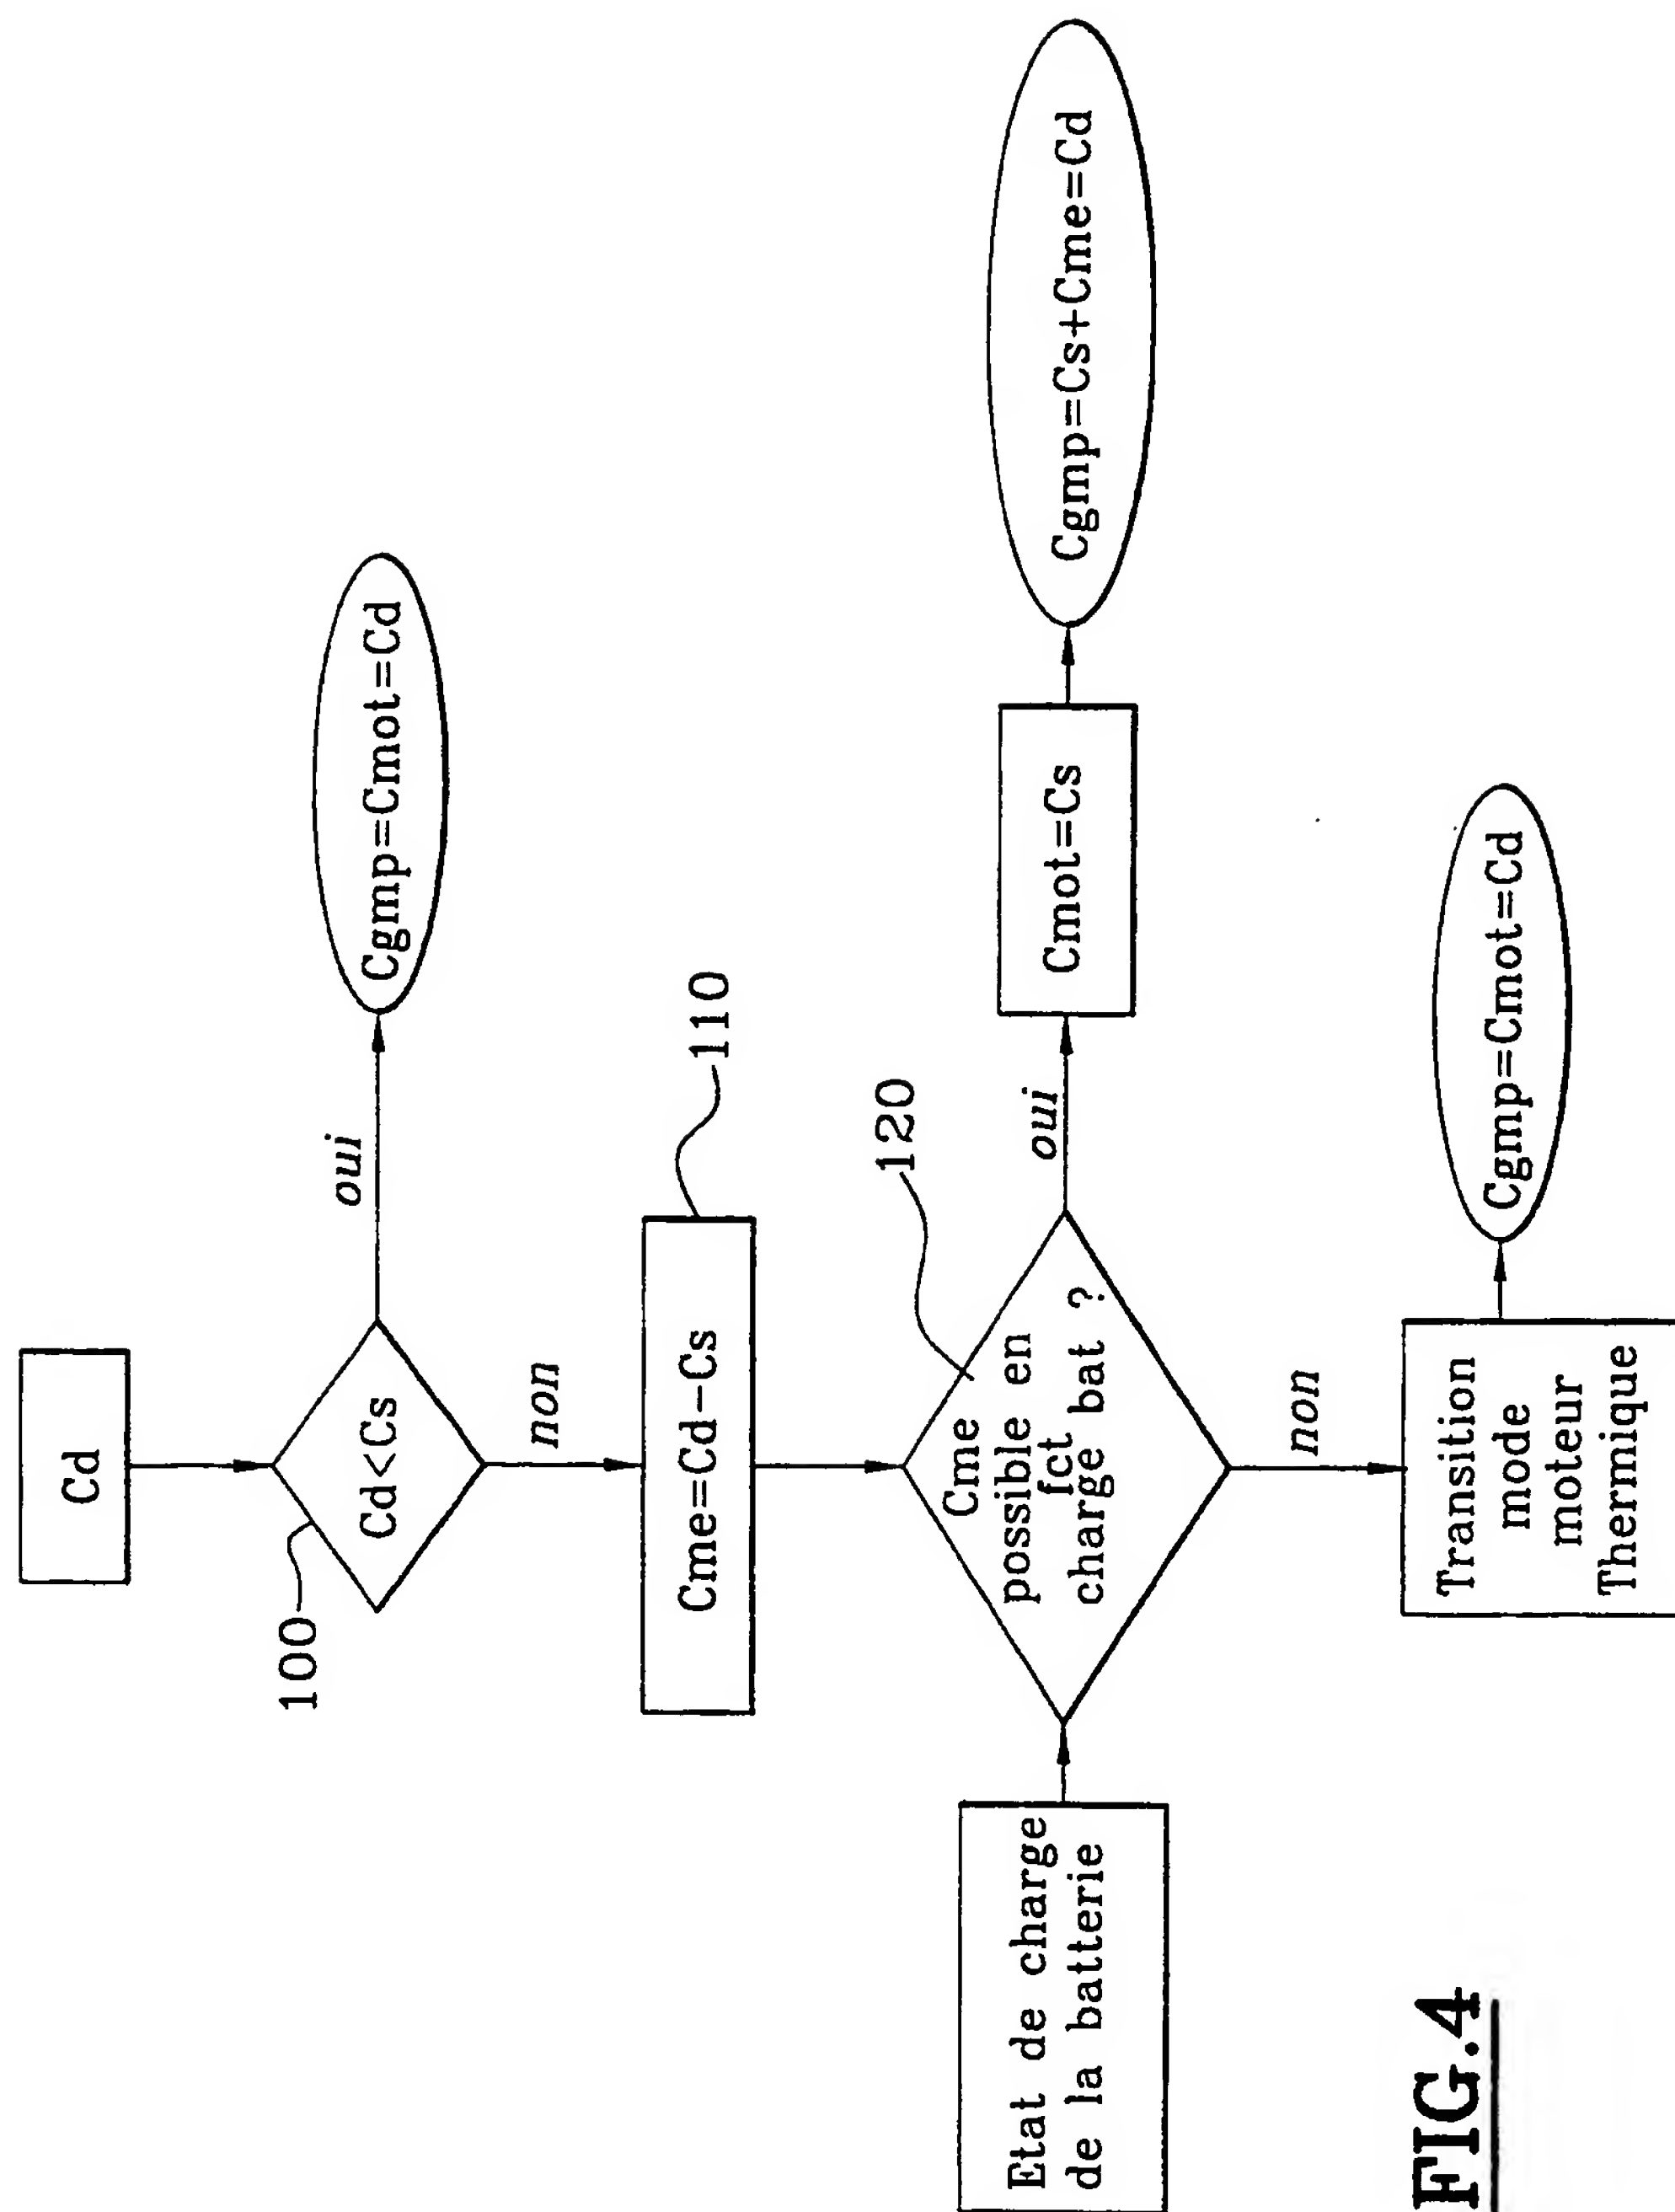 Cd
100
Cd<Cs
oui
Cgmp=Cmot=Cd
non
Cme=Cd-Cs
110
Etat de charge
de la batterie
120
Cme
possible en
fct
charge bat ?
oui
Cmot=Cs
Cgmp=Cs+Cme=Cd
non
Transition
mode
moteur
Thermique
Cgmp=Cmot=Cd
FIG.4